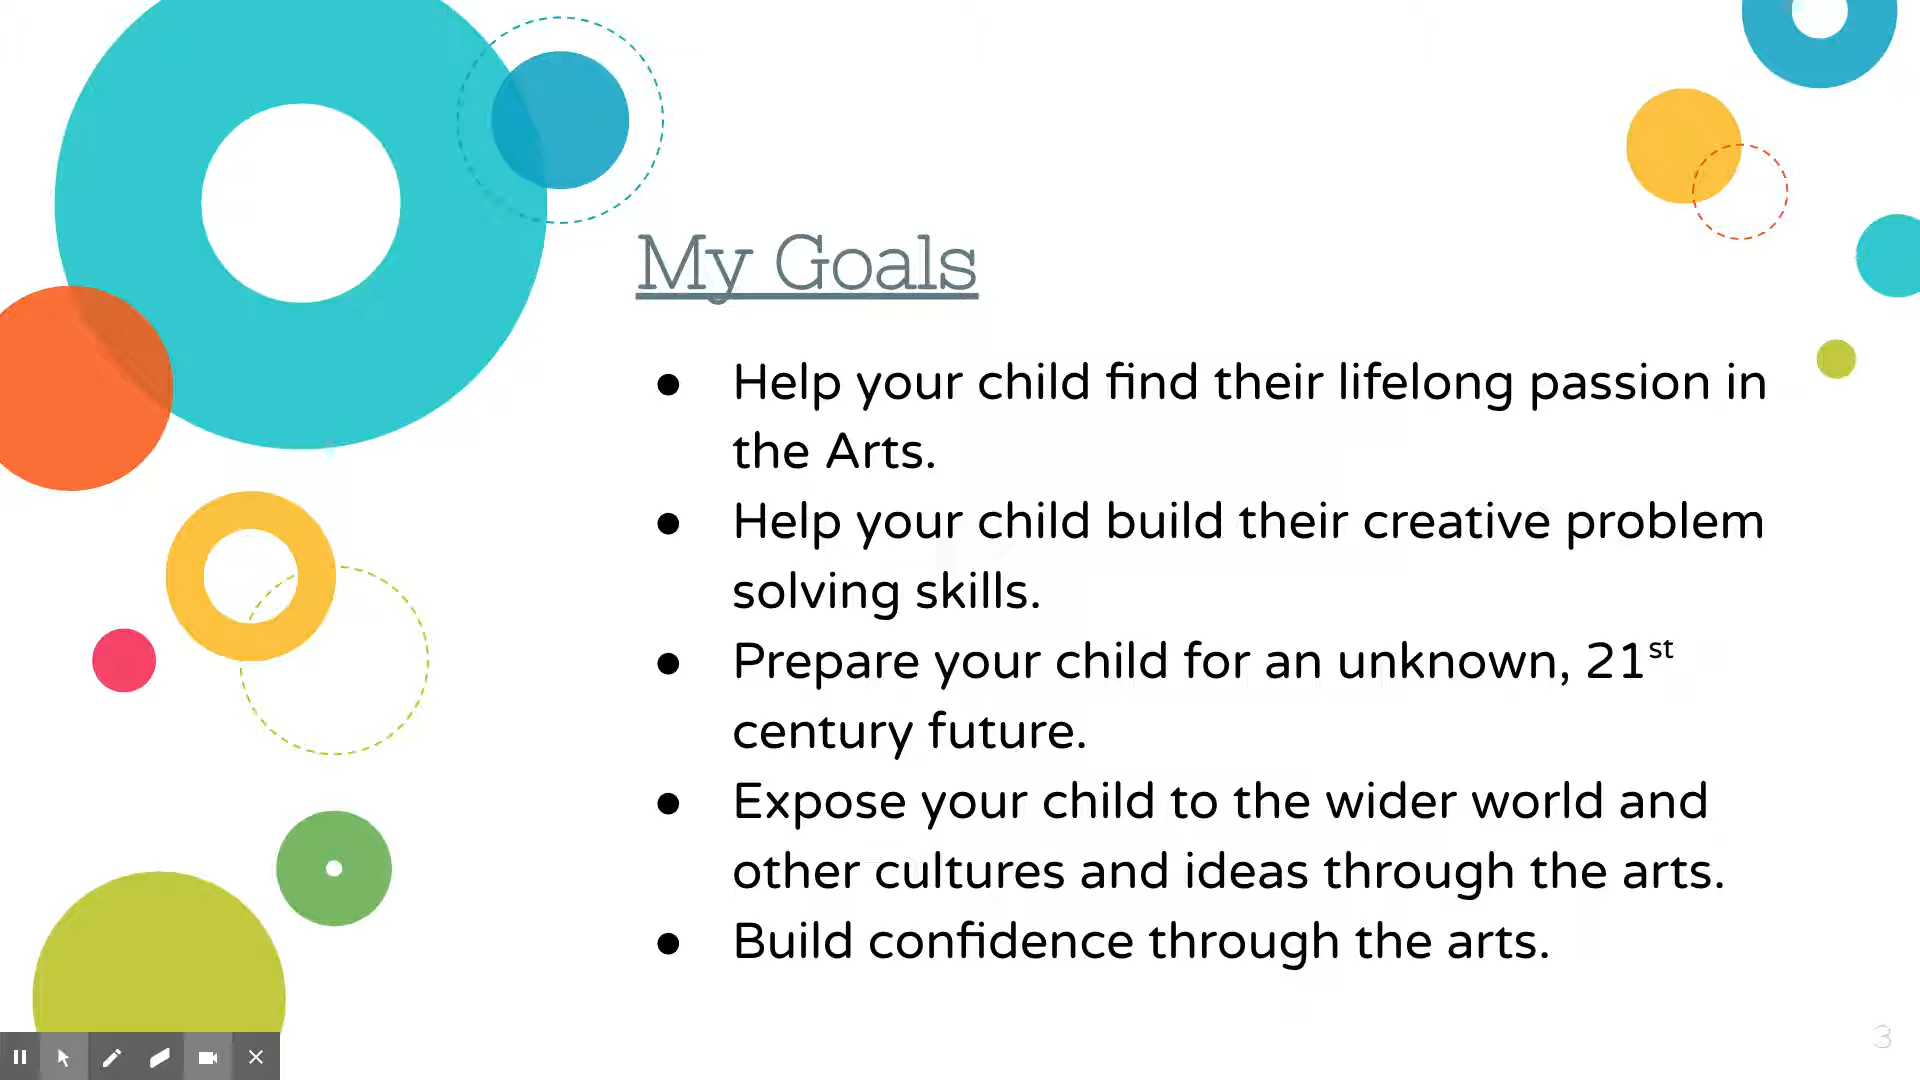 My Goals
● Help your child find their lifelong passion in
the Arts.
● Help your child build their creative problem
solving skills.
● Prepare your child for an unknown, 21st
century future.
● Expose your child to the wider world and
other cultures and ideas through the arts.
● Build confidence through the arts.
3